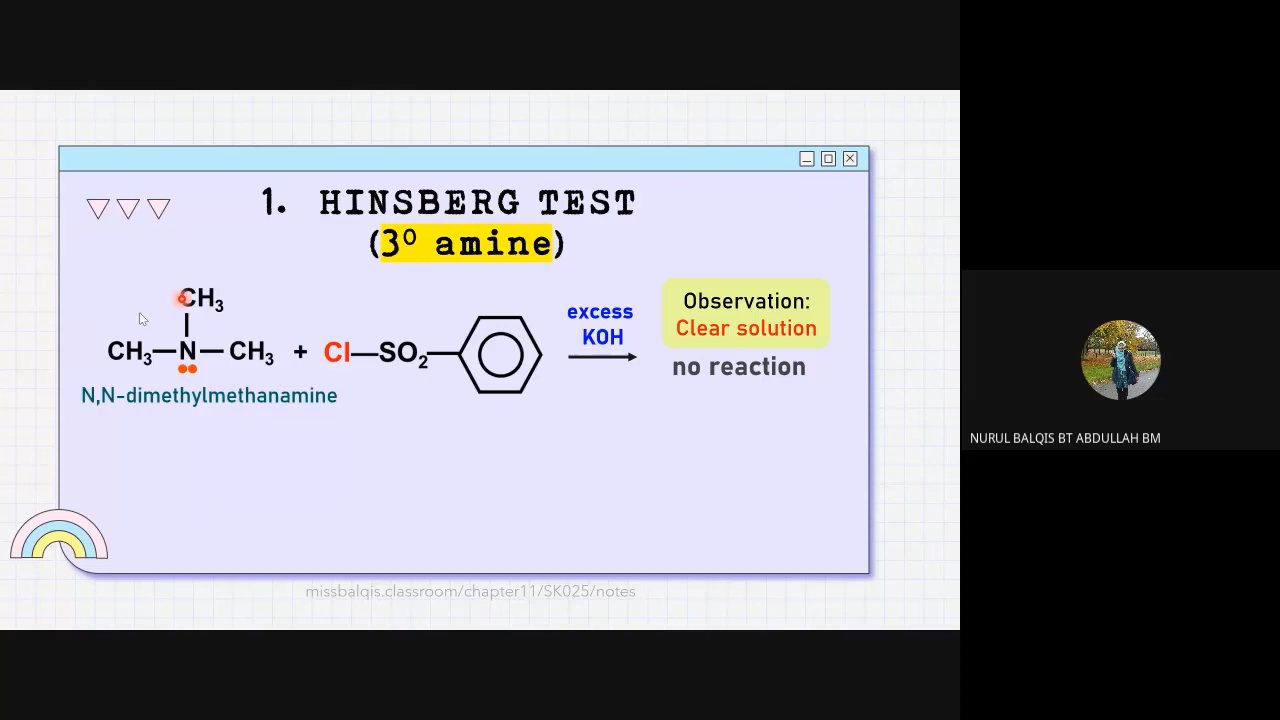 1. HINSBERG TEST
(3⁰ amine)
CH₃
CH₃—N—CH₃ + Cl—SO₂—
excess
KOH
Observation:
Clear solution
no reaction
N,N-dimethylmethanamine
missbalqis.classroom/chapter11/SK025/notes
NURUL BALQIS BT ABDULLAH BM